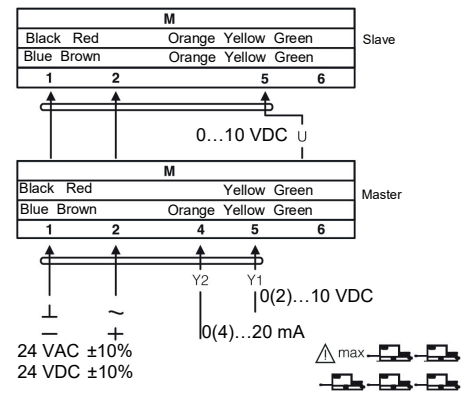 M
Black Red Orange Yellow Green
Slave
Blue Brown Orange Yellow Green
1 2 5 6
0...10 VDC U
M
Black Red Yellow Green
Master
Blue Brown Orange Yellow Green
1 2 4 5 6
Y2 Y1
0(2)...10 VDC
⊥ ~
− +
0(4)...20 mA
24 VAC ±10%
24 VDC ±10%
max.